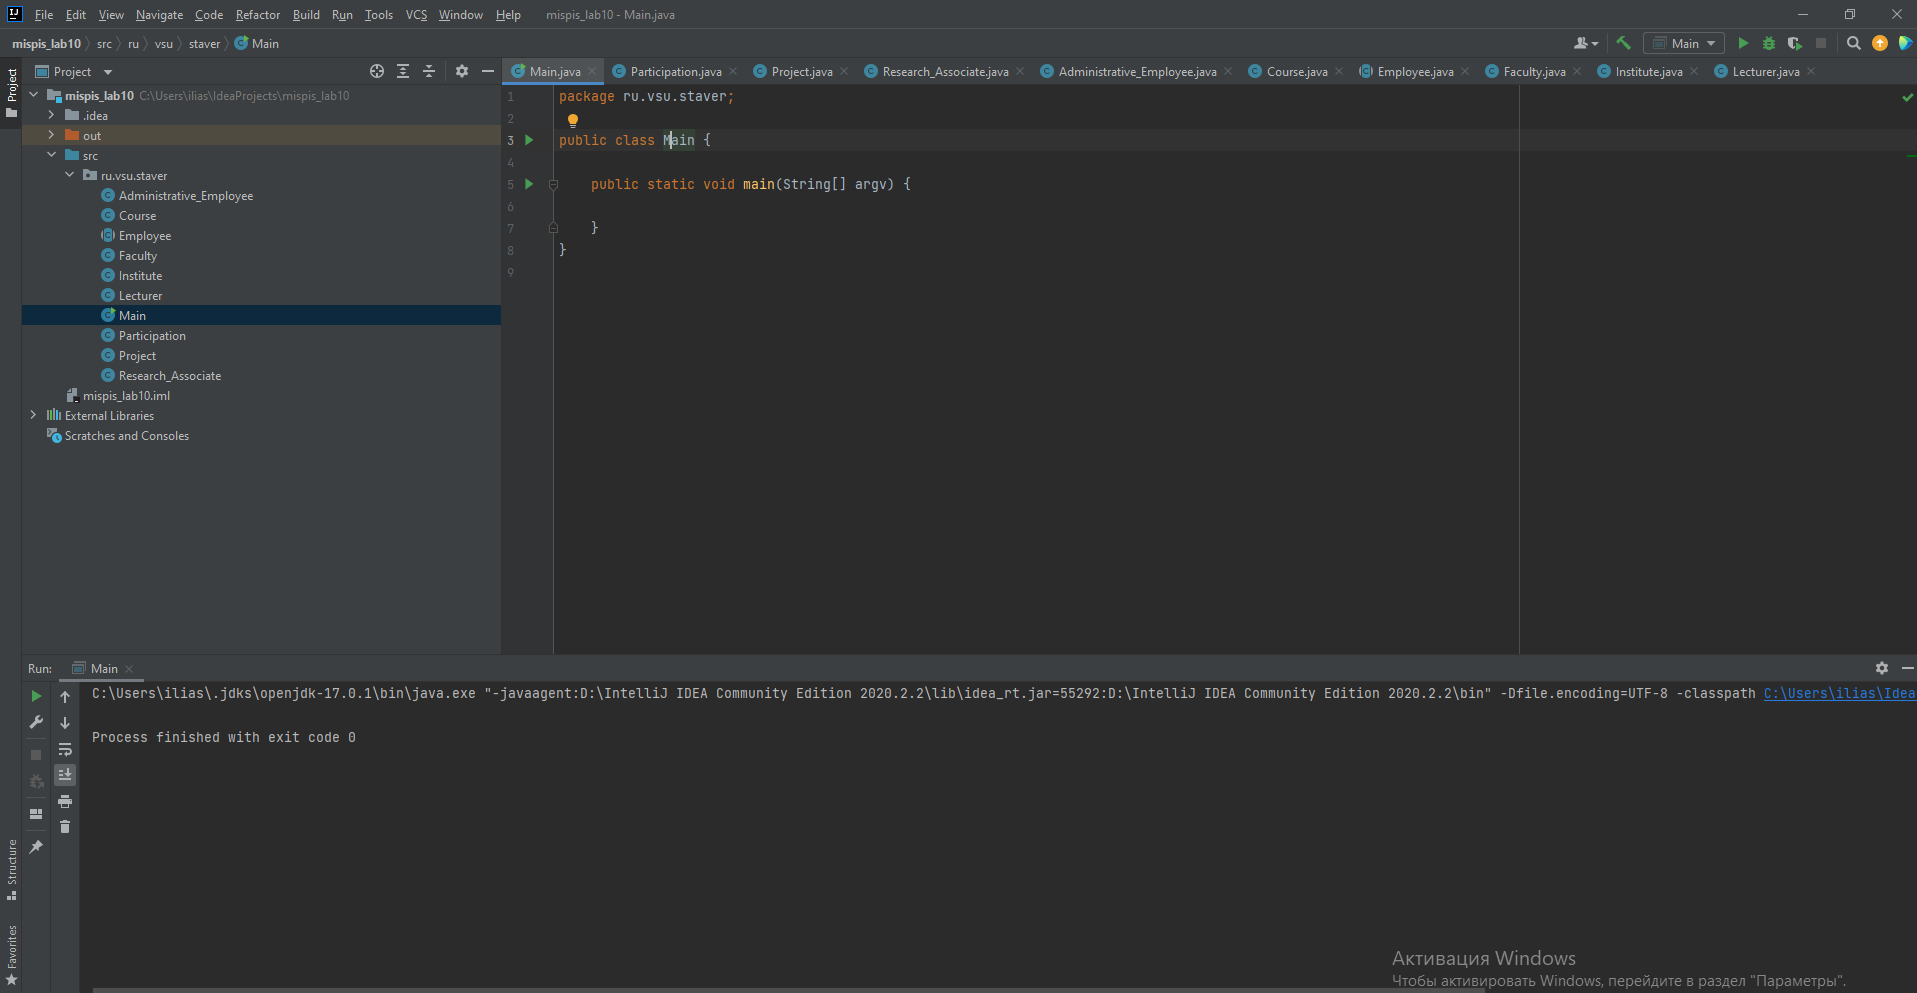 File Edit View Navigate Code Refactor Build Run Tools VCS Window Help mispis_lab10 - Main.java
mispis_lab10 src ru vsu staver Main
Main
Project
Main.java Participation.java Project.java Research_Associate.java Administrative_Employee.java Course.java Employee.java Faculty.java Institute.java Lecturer.java
Project
mispis_lab10 C:\Users\ilias\IdeaProjects\mispis_lab10
.idea
out
src
ru.vsu.staver
Administrative_Employee
Course
Employee
Faculty
Institute
Lecturer
Main
Participation
Project
Research_Associate
mispis_lab10.iml
External Libraries
Scratches and Consoles
1 package ru.vsu.staver;
2
3 public class Main {
4
5 public static void main(String[] argv) {
6
7 }
8 }
9
Run: Main
C:\Users\ilias\.jdks\openjdk-17.0.1\bin\java.exe "-javaagent:D:\IntelliJ IDEA Community Edition 2020.2.2\lib\idea_rt.jar=55292:D:\IntelliJ IDEA Community Edition 2020.2.2\bin" -Dfile.encoding=UTF-8 -classpath C:\Users\ilias\Idea
Process finished with exit code 0
Structure
Favorites
Активация Windows
Чтобы активировать Windows, перейдите в раздел "Параметры".